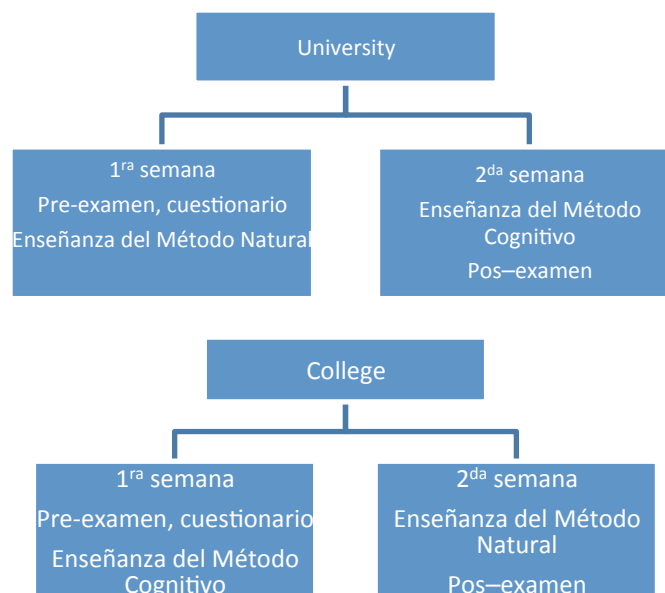 University
1ra semana
Pre-examen, cuestionario
Enseñanza del Método Natural
2da semana
Enseñanza del Método
Cognitivo
Pos–examen
College
1ra semana
Pre-examen, cuestionario
Enseñanza del Método
Cognitivo
2da semana
Enseñanza del Método
Natural
Pos–examen